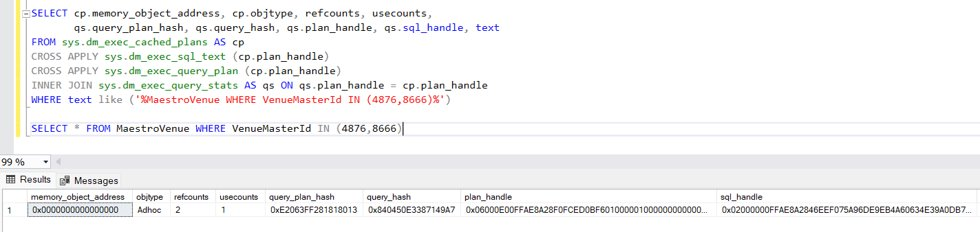 SELECT cp.memory_object_address, cp.objtype, refcounts, usecounts,
qs.query_plan_hash, qs.query_hash, qs.plan_handle, qs.sql_handle, text
FROM sys.dm_exec_cached_plans AS cp
CROSS APPLY sys.dm_exec_sql_text (cp.plan_handle)
CROSS APPLY sys.dm_exec_query_plan (cp.plan_handle)
INNER JOIN sys.dm_exec_query_stats AS qs ON qs.plan_handle = cp.plan_handle
WHERE text like ('%MaestroVenue WHERE VenueMasterId IN (4876,8666)%')
SELECT * FROM MaestroVenue WHERE VenueMasterId IN (4876,8666)
99 %
Results Messages
memory_object_address objtype refcounts usecounts query_plan_hash query_hash plan_handle sql_handle
1 0x0000000000000000 Adhoc 2 1 0xE2063FF281818013 0x840450E3387149A7 0x06000E00FFAE8A28F0FCED0BF601000001000000000000... 0x02000000FFAE8A2846EEF075A96DE9EB4A60634E39A0DB7...